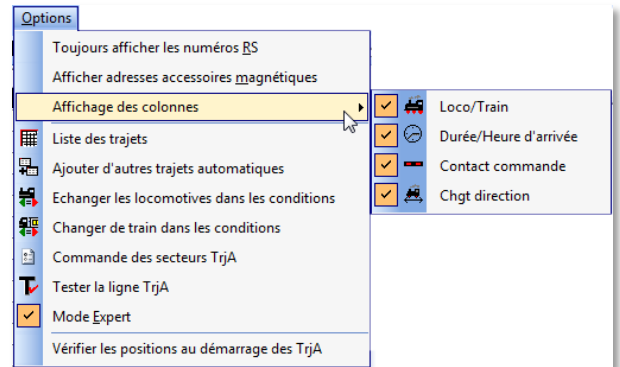 Options
Toujours afficher les numéros RS
Afficher adresses accessoires magnétiques
Affichage des colonnes
Loco/Train
Durée/Heure d'arrivée
Contact commande
Chgt direction
Liste des trajets
Ajouter d'autres trajets automatiques
Echanger les locomotives dans les conditions
Changer de train dans les conditions
Commande des secteurs TrjA
Tester la ligne TrjA
Mode Expert
Vérifier les positions au démarrage des TrjA